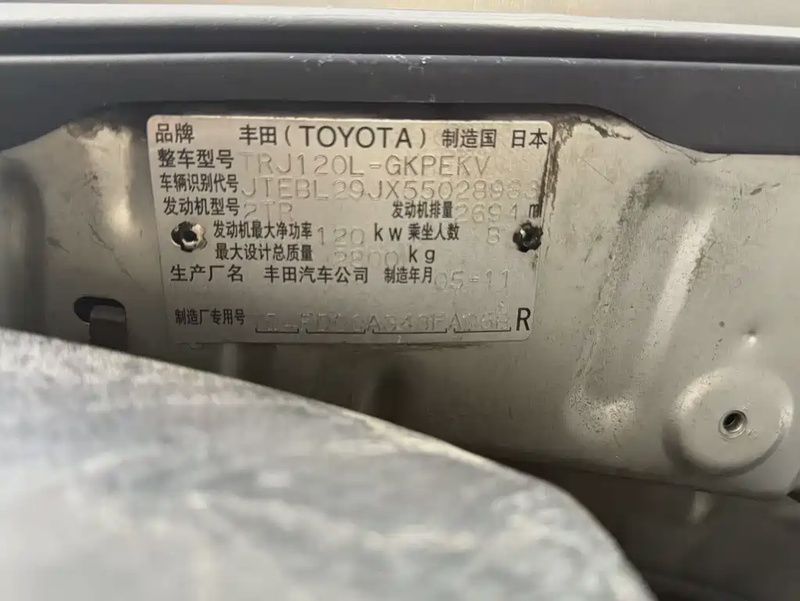 品牌 丰田(TOYOTA) 制造国 日本
整车型号 TRJ120L-GKPEKV
车辆识别代号
发动机型号 2TR 发动机排量 2694 ml
发动机最大净功率 120 kw 乘坐人数 8
最大设计总质量 2800 kg
生产厂名 丰田汽车公司 制造年月 05-11
制造厂专用号 R